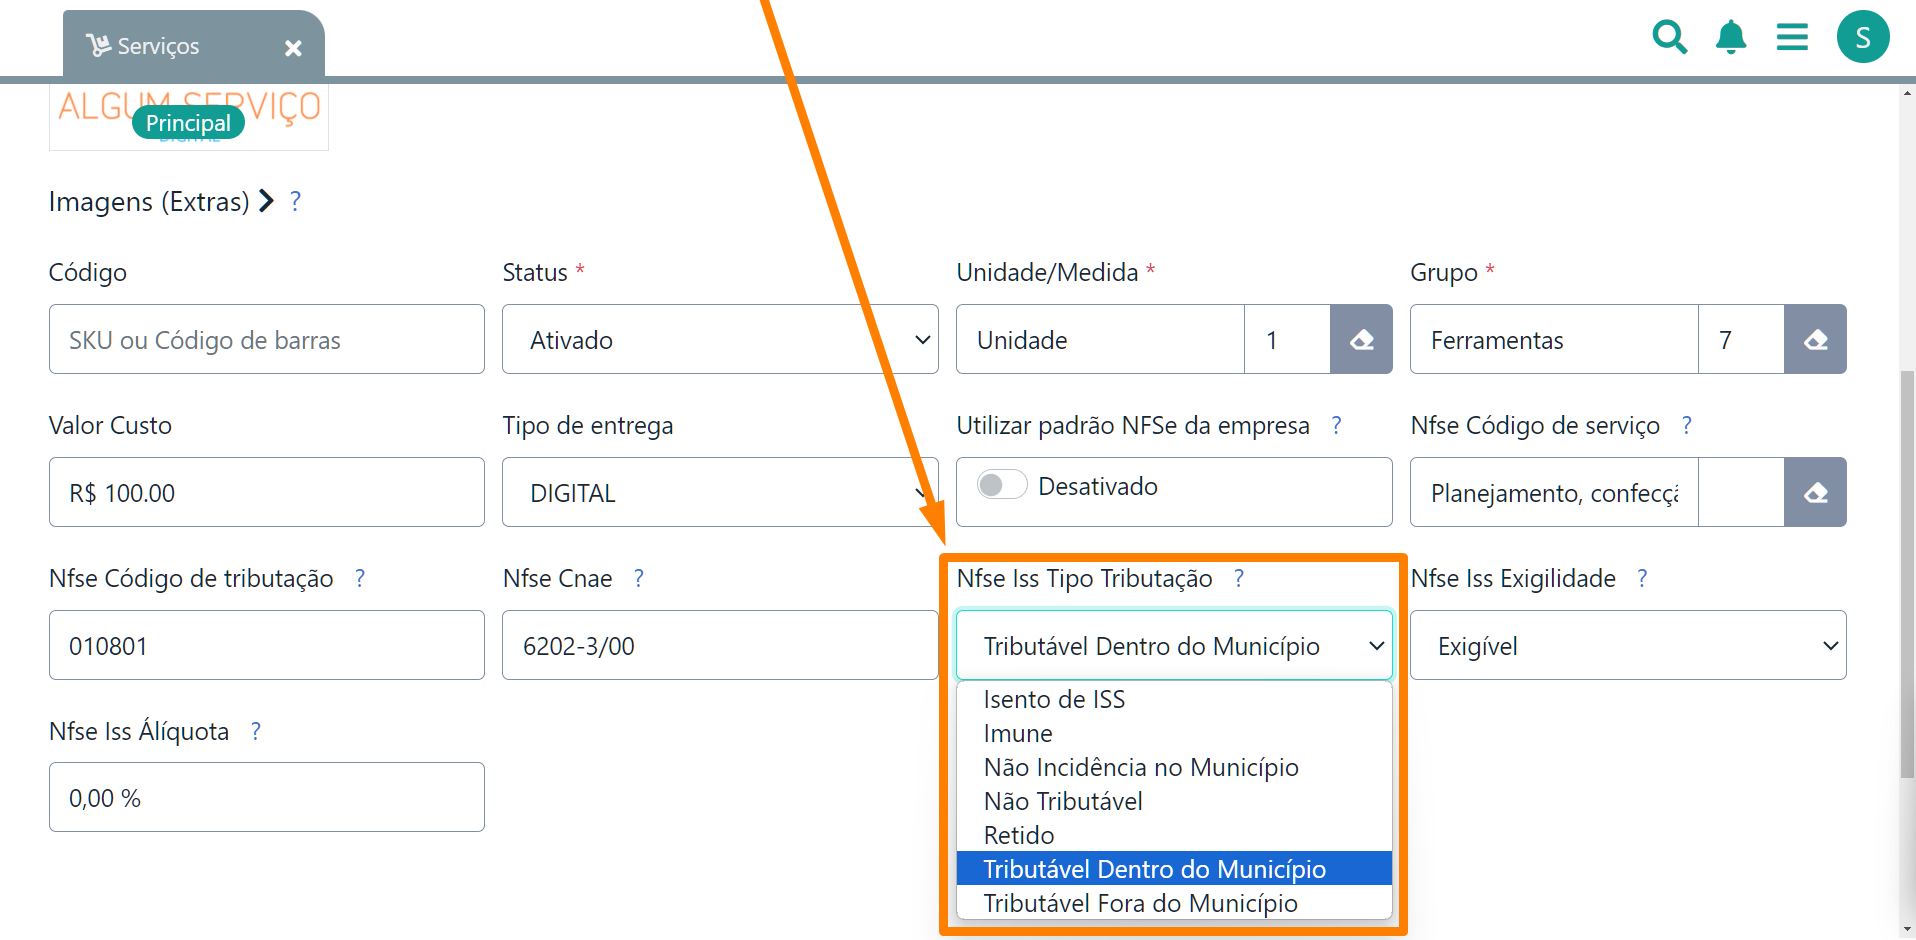 Serviços
S
ALGUM SERVIÇO
Principal
DIGITAL
Imagens (Extras) ?
Código
Status *
Unidade/Medida *
Grupo *
SKU ou Código de barras
Ativado
Unidade
1
Ferramentas
7
Valor Custo
Tipo de entrega
Utilizar padrão NFSe da empresa ?
Nfse Código de serviço ?
R$ 100.00
DIGITAL
Desativado
Planejamento, confecçã
Nfse Código de tributação ?
Nfse Cnae ?
Nfse Iss Tipo Tributação ?
Nfse Iss Exigilidade ?
010801
6202-3/00
Tributável Dentro do Município
Exigível
Isento de ISS
Imune
Não Incidência no Município
Não Tributável
Retido
Tributável Dentro do Município
Tributável Fora do Município
Nfse Iss Álíquota ?
0,00 %